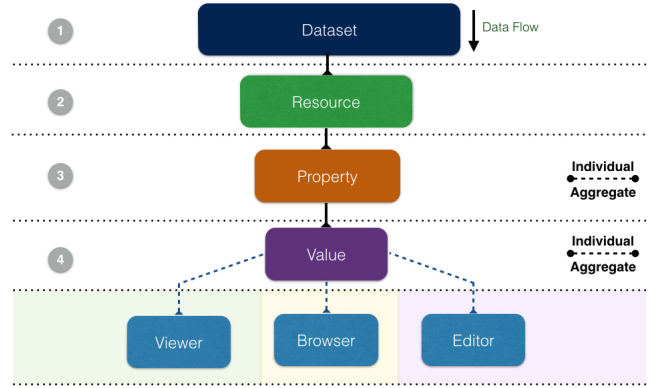 1
Dataset
Data Flow
2
Resource
3
Property
Individual
Aggregate
4
Value
Individual
Aggregate
Viewer
Browser
Editor